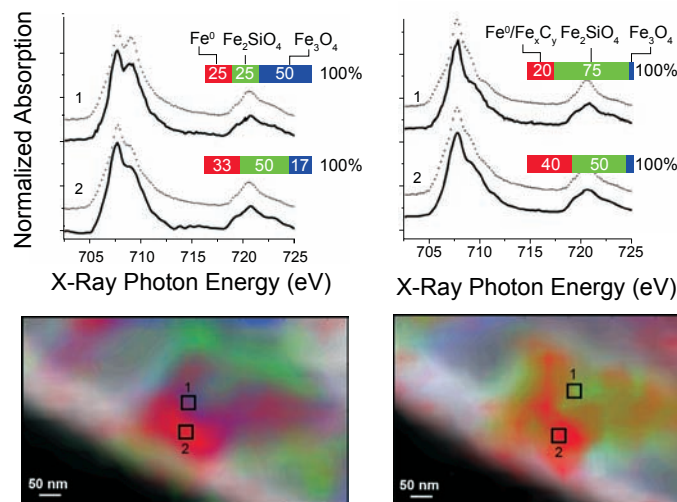 Normalized Absorption
Fe⁰ Fe₂SiO₄ Fe₃O₄
25 25 50 100%
1
33 50 17 100%
2
705 710 715 720 725
X-Ray Photon Energy (eV)
Fe⁰/FeₓCᵧ Fe₂SiO₄ Fe₃O₄
20 75 100%
1
40 50 100%
2
705 710 715 720 725
X-Ray Photon Energy (eV)
1
2
50 nm
1
2
50 nm